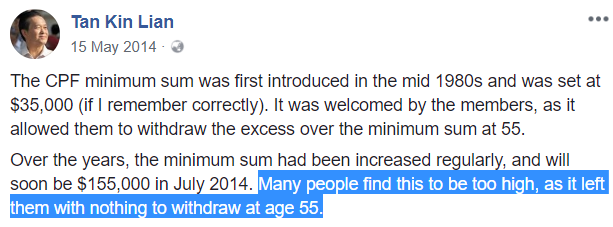 Tan Kin Lian
15 May 2014 ·
The CPF minimum sum was first introduced in the mid 1980s and was set at
$35,000 (if I remember correctly). It was welcomed by the members, as it
allowed them to withdraw the excess over the minimum sum at 55.
Over the years, the minimum sum had been increased regularly, and will
soon be $155,000 in July 2014. Many people find this to be too high, as it left
them with nothing to withdraw at age 55.